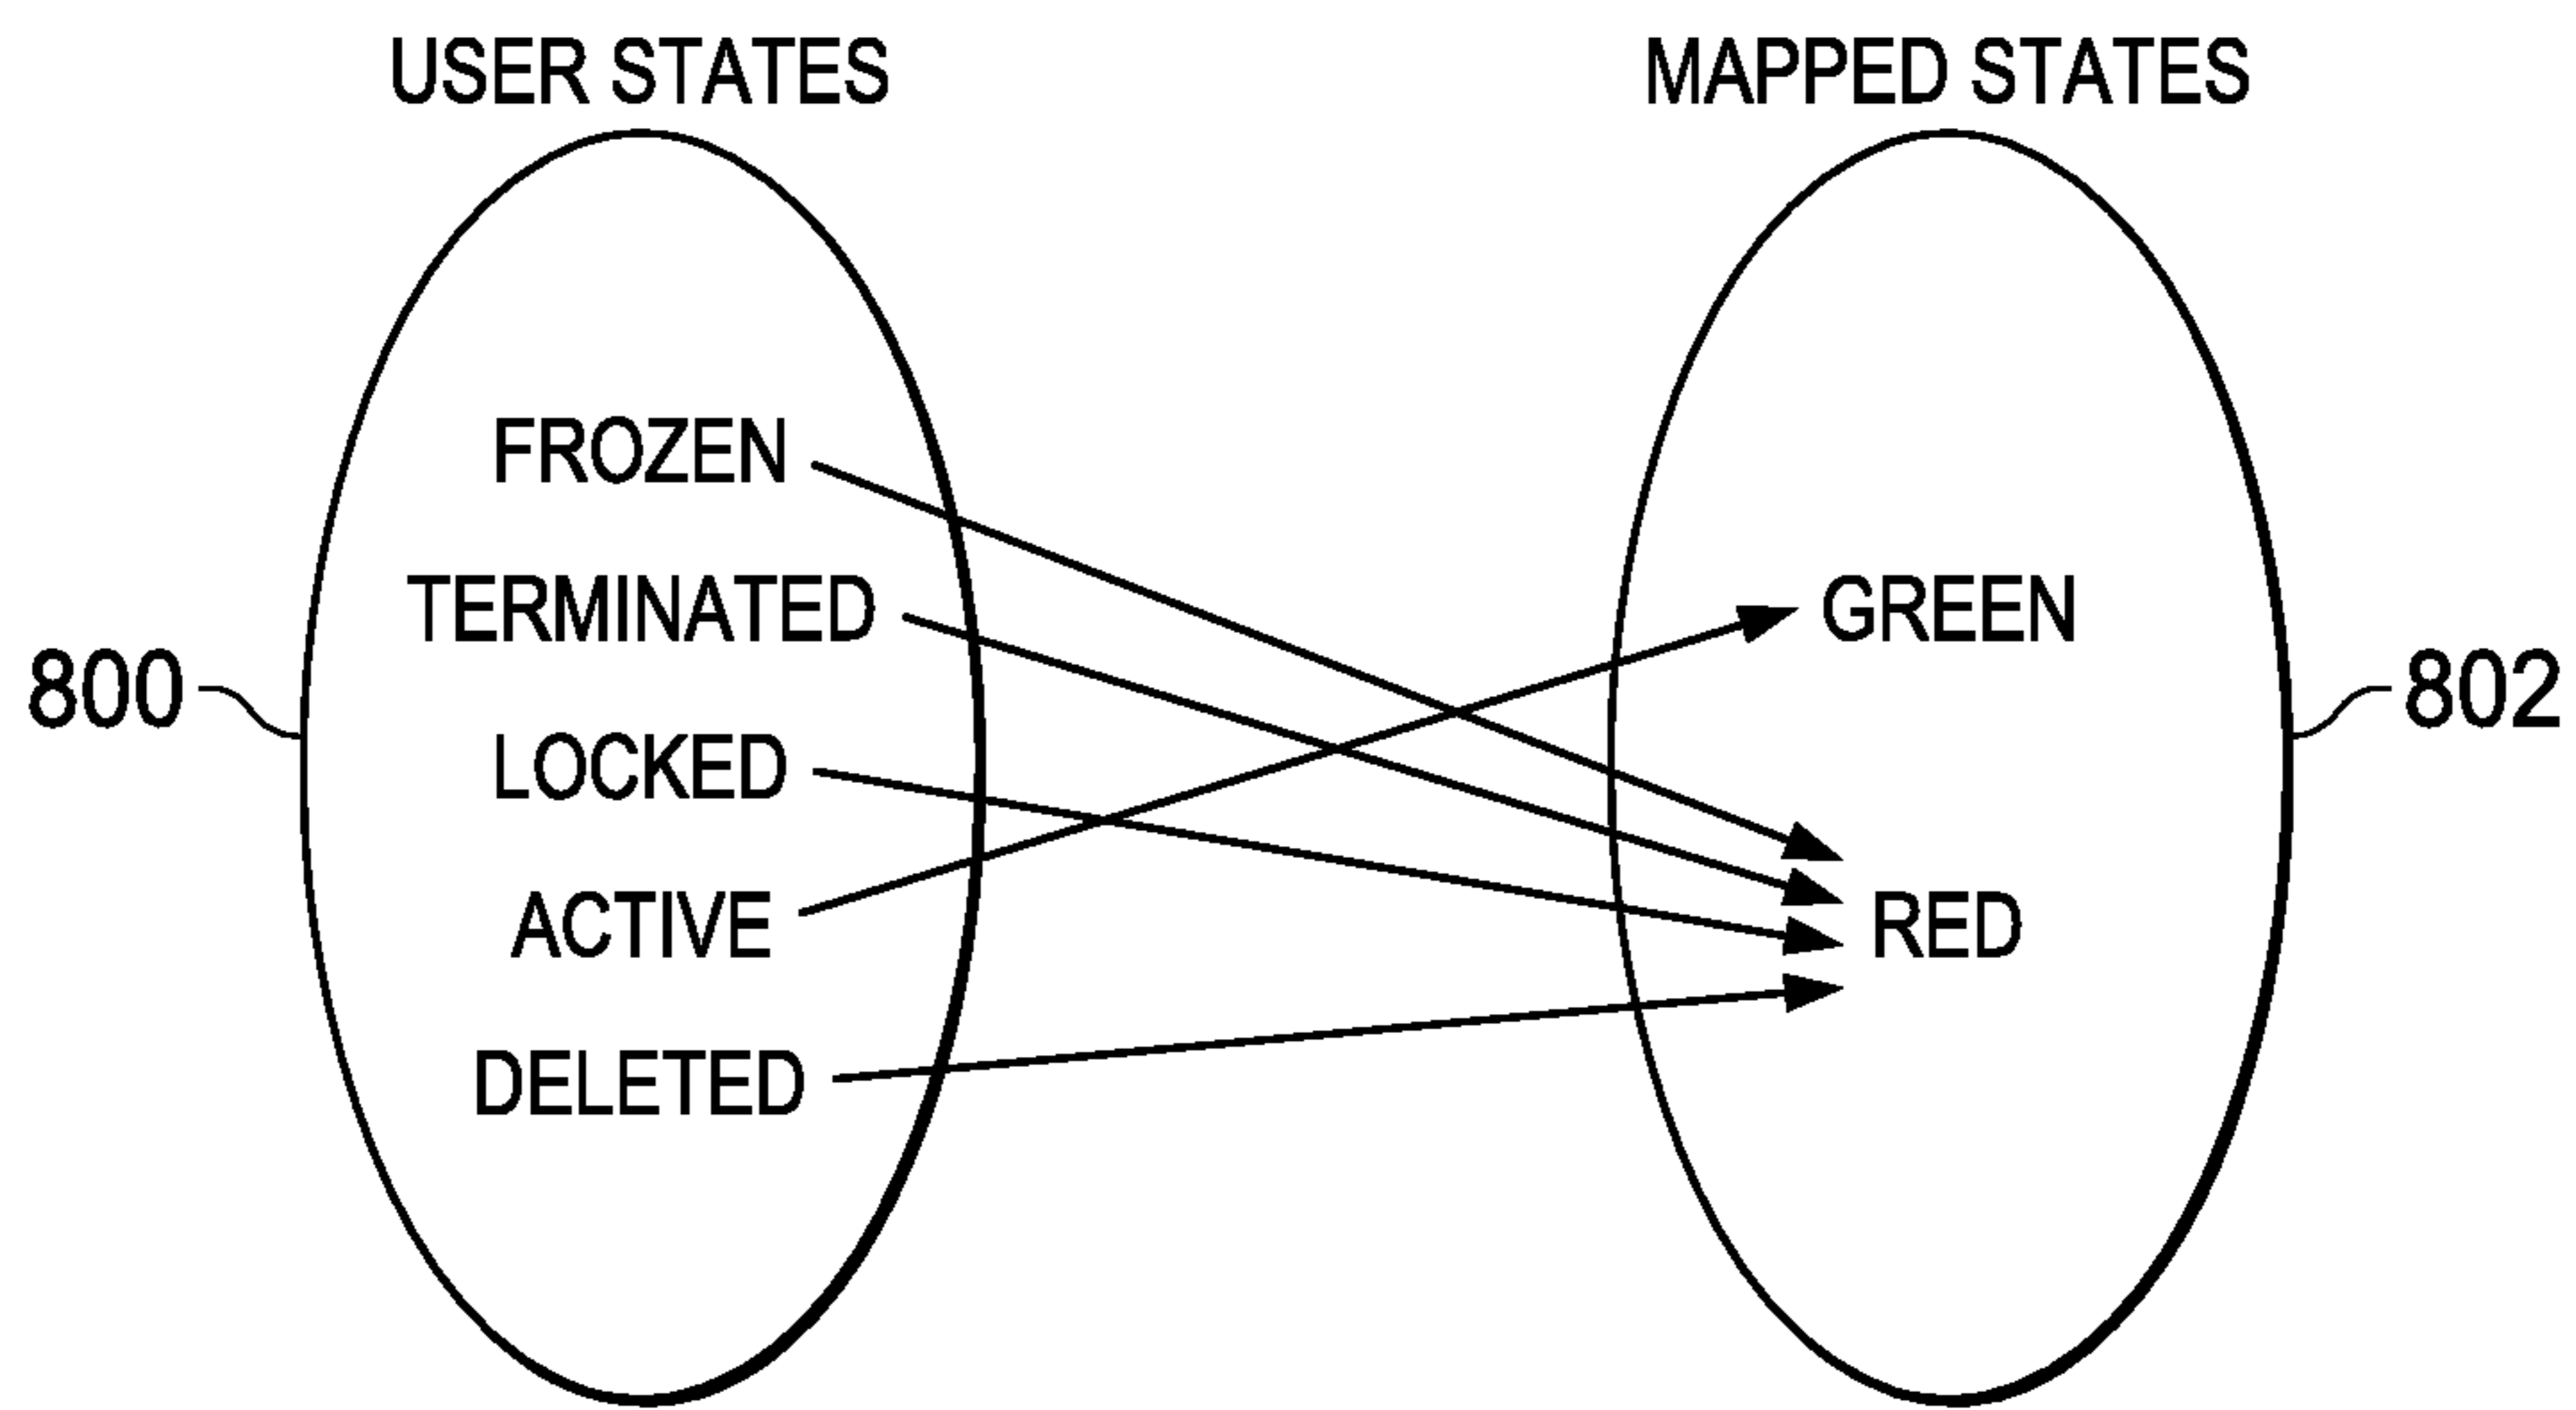 USER STATES
MAPPED STATES
FROZEN
TERMINATED
LOCKED
ACTIVE
DELETED
GREEN
RED
800
802